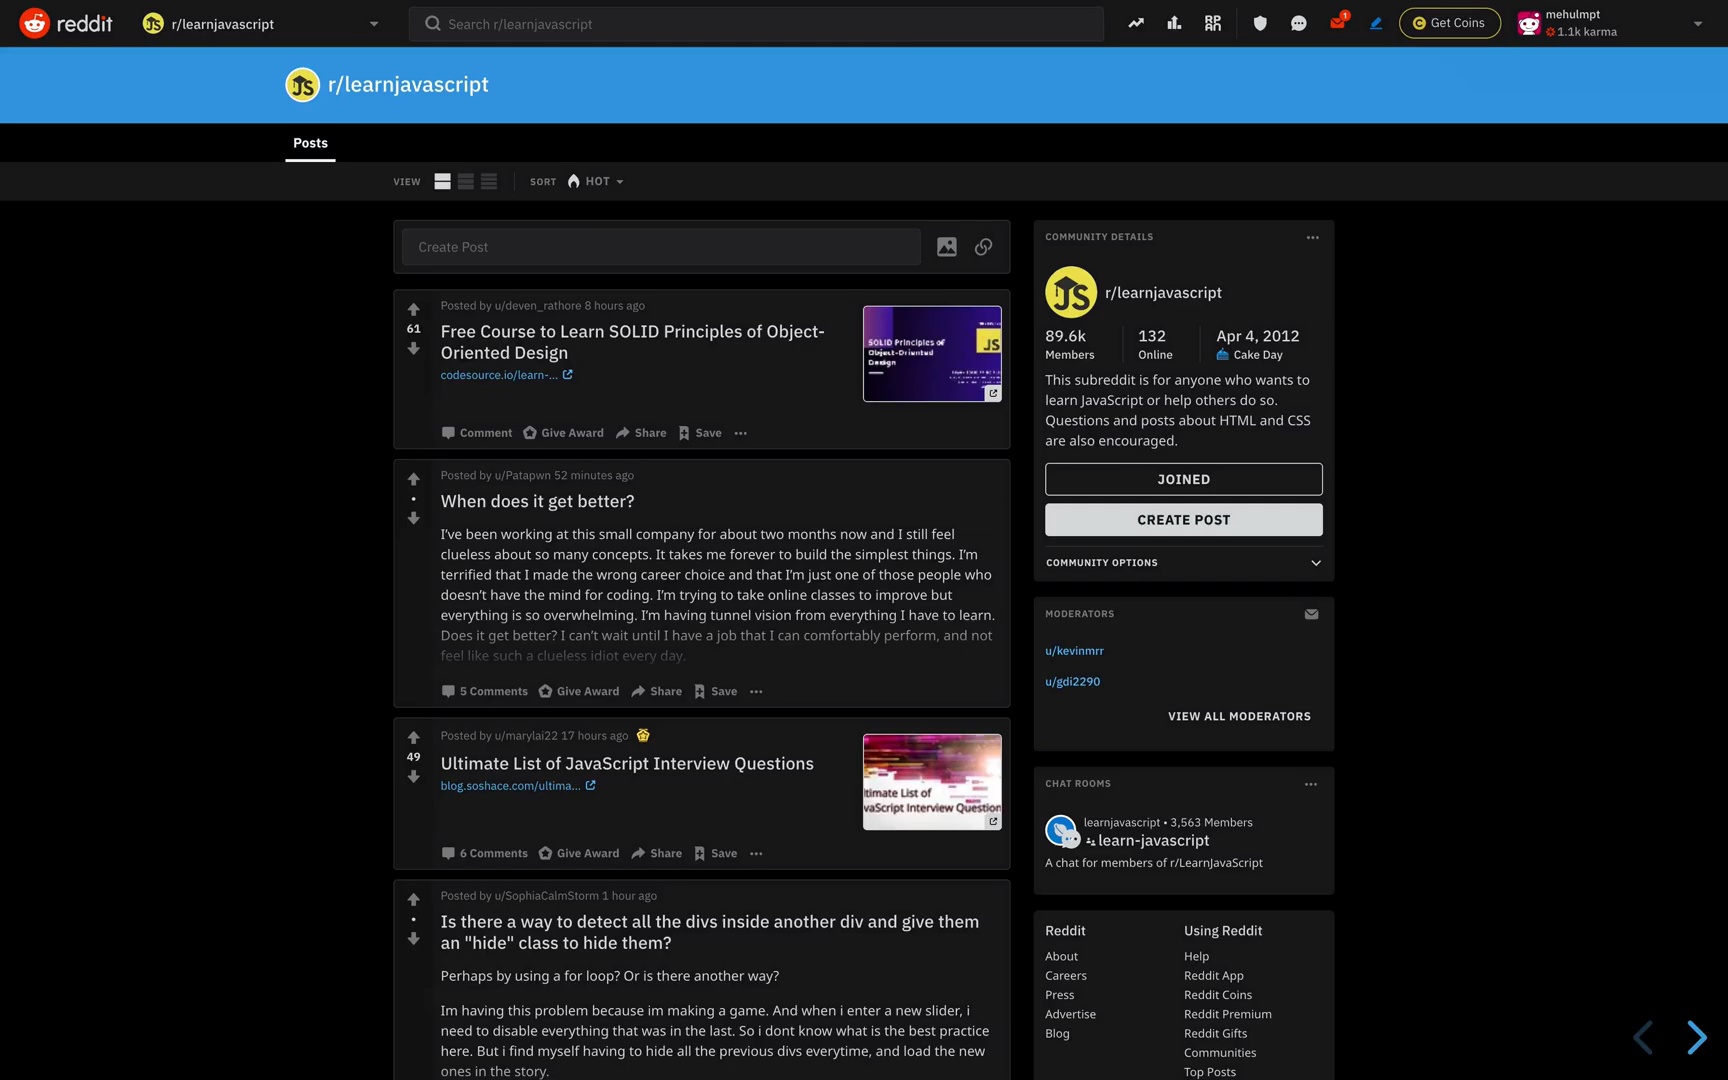 reddit
r/learnjavascript
Search r/learnjavascript
1
Get Coins
mehulmpt
1.1k karma
r/learnjavascript
Posts
VIEW
SORT
HOT
Create Post
Posted by u/deven_rathore 8 hours ago
61
Free Course to Learn SOLID Principles of Object-
Oriented Design
codesource.io/learn-...
SOLID Principles of
Object-Oriented
Design
JS
Comment
Give Award
Share
Save
Posted by u/Patapwn 52 minutes ago
When does it get better?
I've been working at this small company for about two months now and I still feel
clueless about so many concepts. It takes me forever to build the simplest things. I'm
terrified that I made the wrong career choice and that I'm just one of those people who
doesn't have the mind for coding. I'm trying to take online classes to improve but
everything is so overwhelming. I'm having tunnel vision from everything I have to learn.
Does it get better? I can't wait until I have a job that I can comfortably perform, and not
feel like such a clueless idiot every day.
5 Comments
Give Award
Share
Save
Posted by u/marylai22 17 hours ago
49
Ultimate List of JavaScript Interview Questions
blog.soshace.com/ultima...
ltimate List of
vaScript Interview Question
6 Comments
Give Award
Share
Save
Posted by u/SophiaCalmStorm 1 hour ago
Is there a way to detect all the divs inside another div and give them
an "hide" class to hide them?
Perhaps by using a for loop? Or is there another way?
Im having this problem because im making a game. And when i enter a new slider, i
need to disable everything that was in the last. So i dont know what is the best practice
here. But i find myself having to hide all the previous divs everytime, and load the new
ones in the story.
COMMUNITY DETAILS
JS
r/learnjavascript
89.6k
Members
132
Online
Apr 4, 2012
Cake Day
This subreddit is for anyone who wants to
learn JavaScript or help others do so.
Questions and posts about HTML and CSS
are also encouraged.
JOINED
CREATE POST
COMMUNITY OPTIONS
MODERATORS
u/kevinmrr
u/gdi2290
VIEW ALL MODERATORS
CHAT ROOMS
learnjavascript • 3,563 Members
learn-javascript
A chat for members of r/LearnJavaScript
Reddit
About
Careers
Press
Advertise
Blog
Using Reddit
Help
Reddit App
Reddit Coins
Reddit Premium
Reddit Gifts
Communities
Top Posts